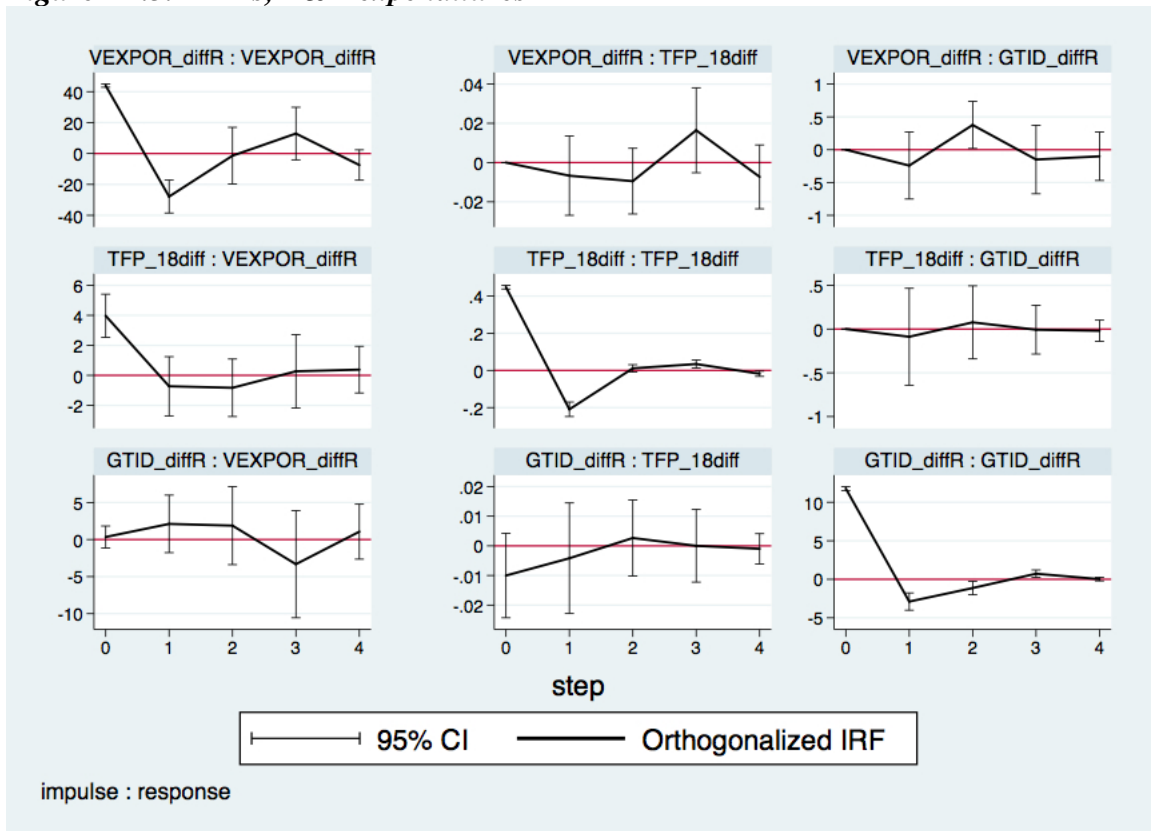 VEXPOR_diffR : VEXPOR_diffR
VEXPOR_diffR : TFP_18diff
VEXPOR_diffR : GTID_diffR
40
20
0
-20
-40
.04
.02
0
-.02
1
.5
0
-.5
-1
TFP_18diff : VEXPOR_diffR
TFP_18diff : TFP_18diff
TFP_18diff : GTID_diffR
6
4
2
0
-2
.4
.2
0
-.2
.5
0
-.5
-1
GTID_diffR : VEXPOR_diffR
GTID_diffR : TFP_18diff
GTID_diffR : GTID_diffR
5
0
-5
-10
.02
.01
0
-.01
-.02
10
5
0
-5
0 1 2 3 4
0 1 2 3 4
0 1 2 3 4
step
95% CI
Orthogonalized IRF
impulse : response